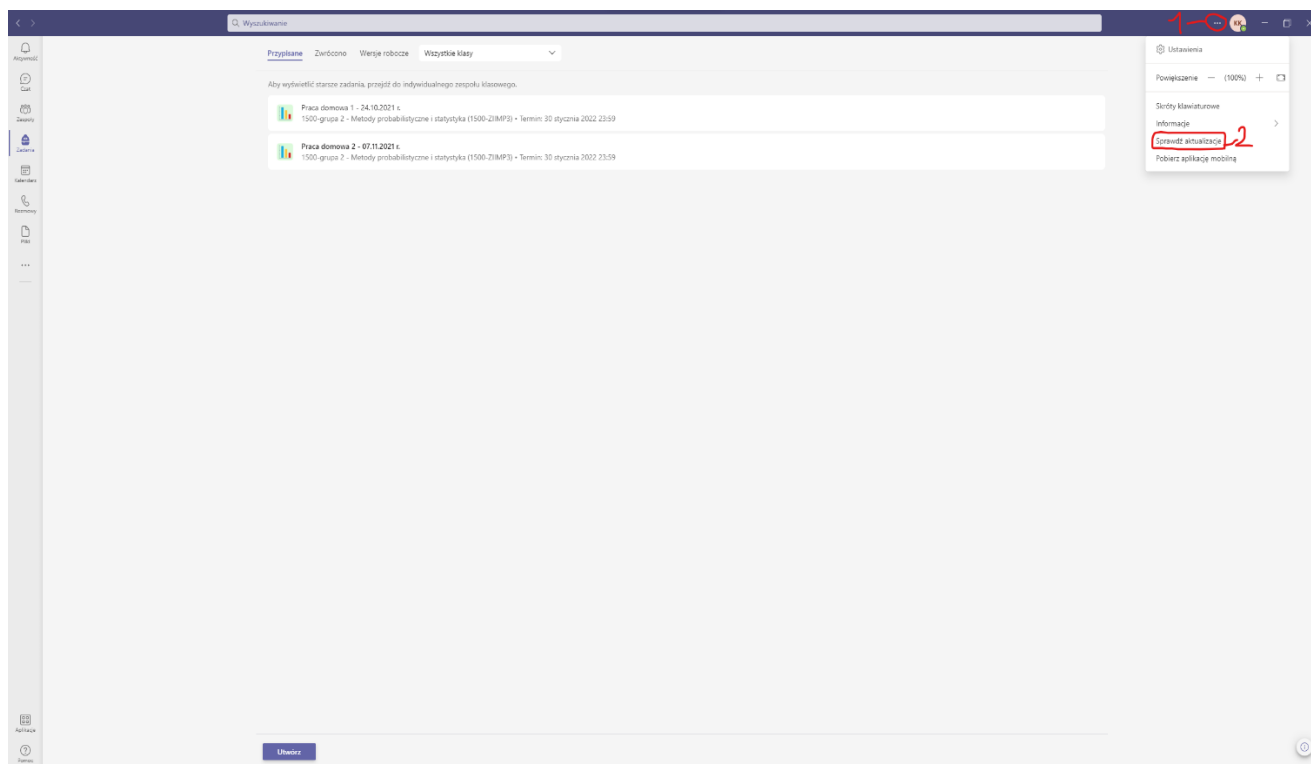 Wyszukiwanie
1
...
KK
Aktywność
Czat
Zespoły
Zadania
Kalendarz
Rozmowy
Pliki
...
Przypisane Zwrócono Wersje robocze Wszystkie klasy
Aby wyświetlić starsze zadania, przejdź do indywidualnego zespołu klasowego.
Praca domowa 1 - 24.10.2021 r.
1500-grupa 2 - Metody probabilistyczne i statystyka (1500-ZIIMP3) • Termin: 30 stycznia 2022 23:59
Praca domowa 2 - 07.11.2021 r.
1500-grupa 2 - Metody probabilistyczne i statystyka (1500-ZIIMP3) • Termin: 30 stycznia 2022 23:59
Ustawienia
Powiększenie — (100%) +
Skróty klawiaturowe
Informacje
Sprawdź aktualizacje 2
Pobierz aplikację mobilną
Aplikacje
Pomoc
Utwórz